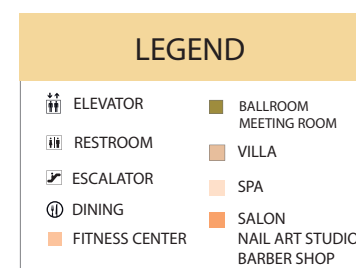 LEGEND
ELEVATOR
RESTROOM
ESCALATOR
DINING
FITNESS CENTER
BALLROOM
MEETING ROOM
VILLA
SPA
SALON
NAIL ART STUDIO
BARBER SHOP